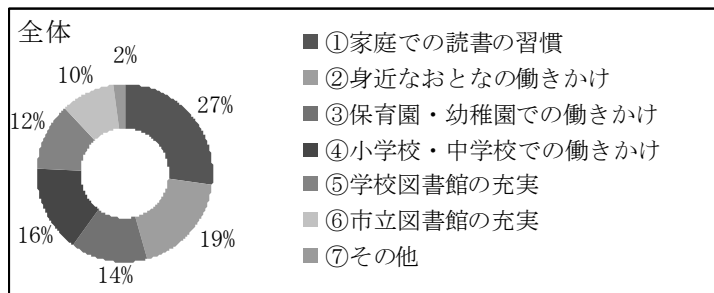 全体
2%
10%
27%
12%
16%
19%
14%
①家庭での読書の習慣
②身近なおとなの働きかけ
③保育園・幼稚園での働きかけ
④小学校・中学校での働きかけ
⑤学校図書館の充実
⑥市立図書館の充実
⑦その他